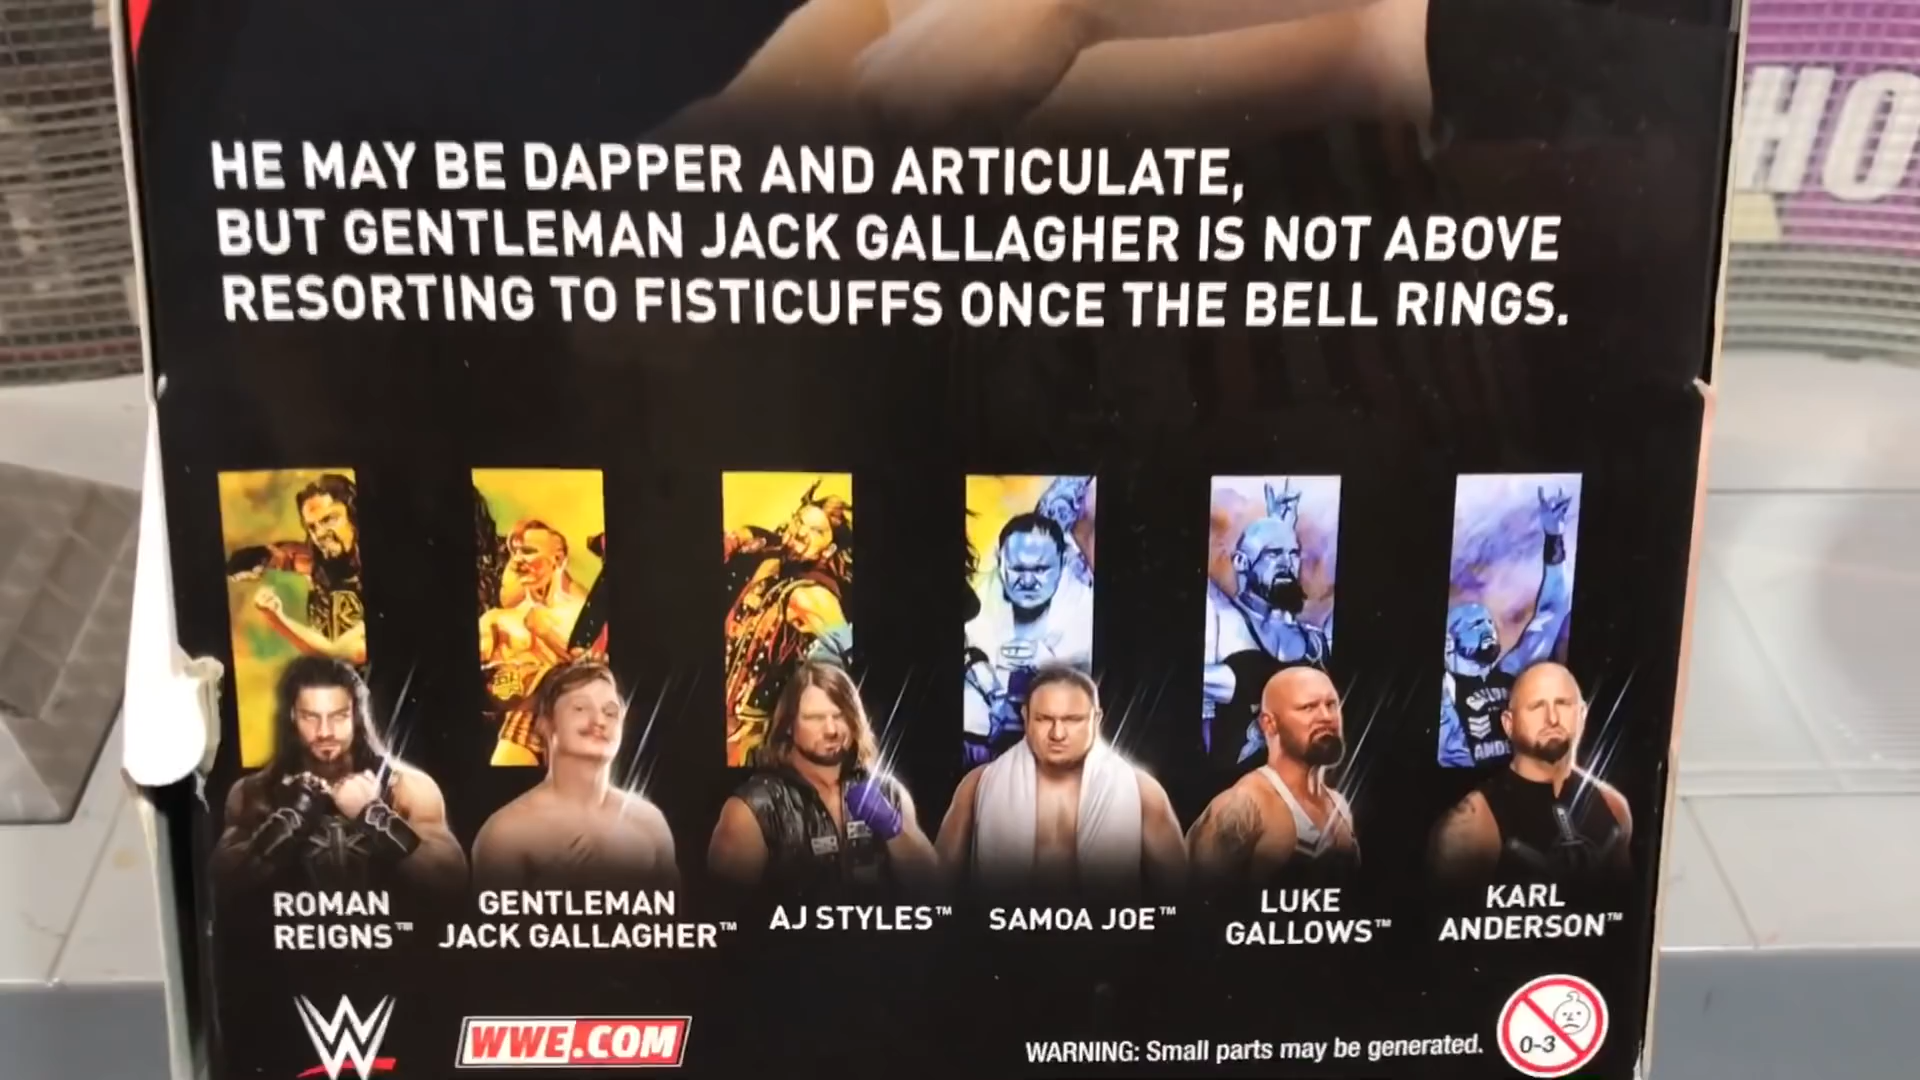 HO
HE MAY BE DAPPER AND ARTICULATE,
BUT GENTLEMAN JACK GALLAGHER IS NOT ABOVE
RESORTING TO FISTICUFFS ONCE THE BELL RINGS.
ROMAN
REIGNS™
GENTLEMAN
JACK GALLAGHER™
AJ STYLES™
SAMOA JOE™
LUKE
GALLOWS™
KARL
ANDERSON™
W
WWE.COM
WARNING: Small parts may be generated.
0-3